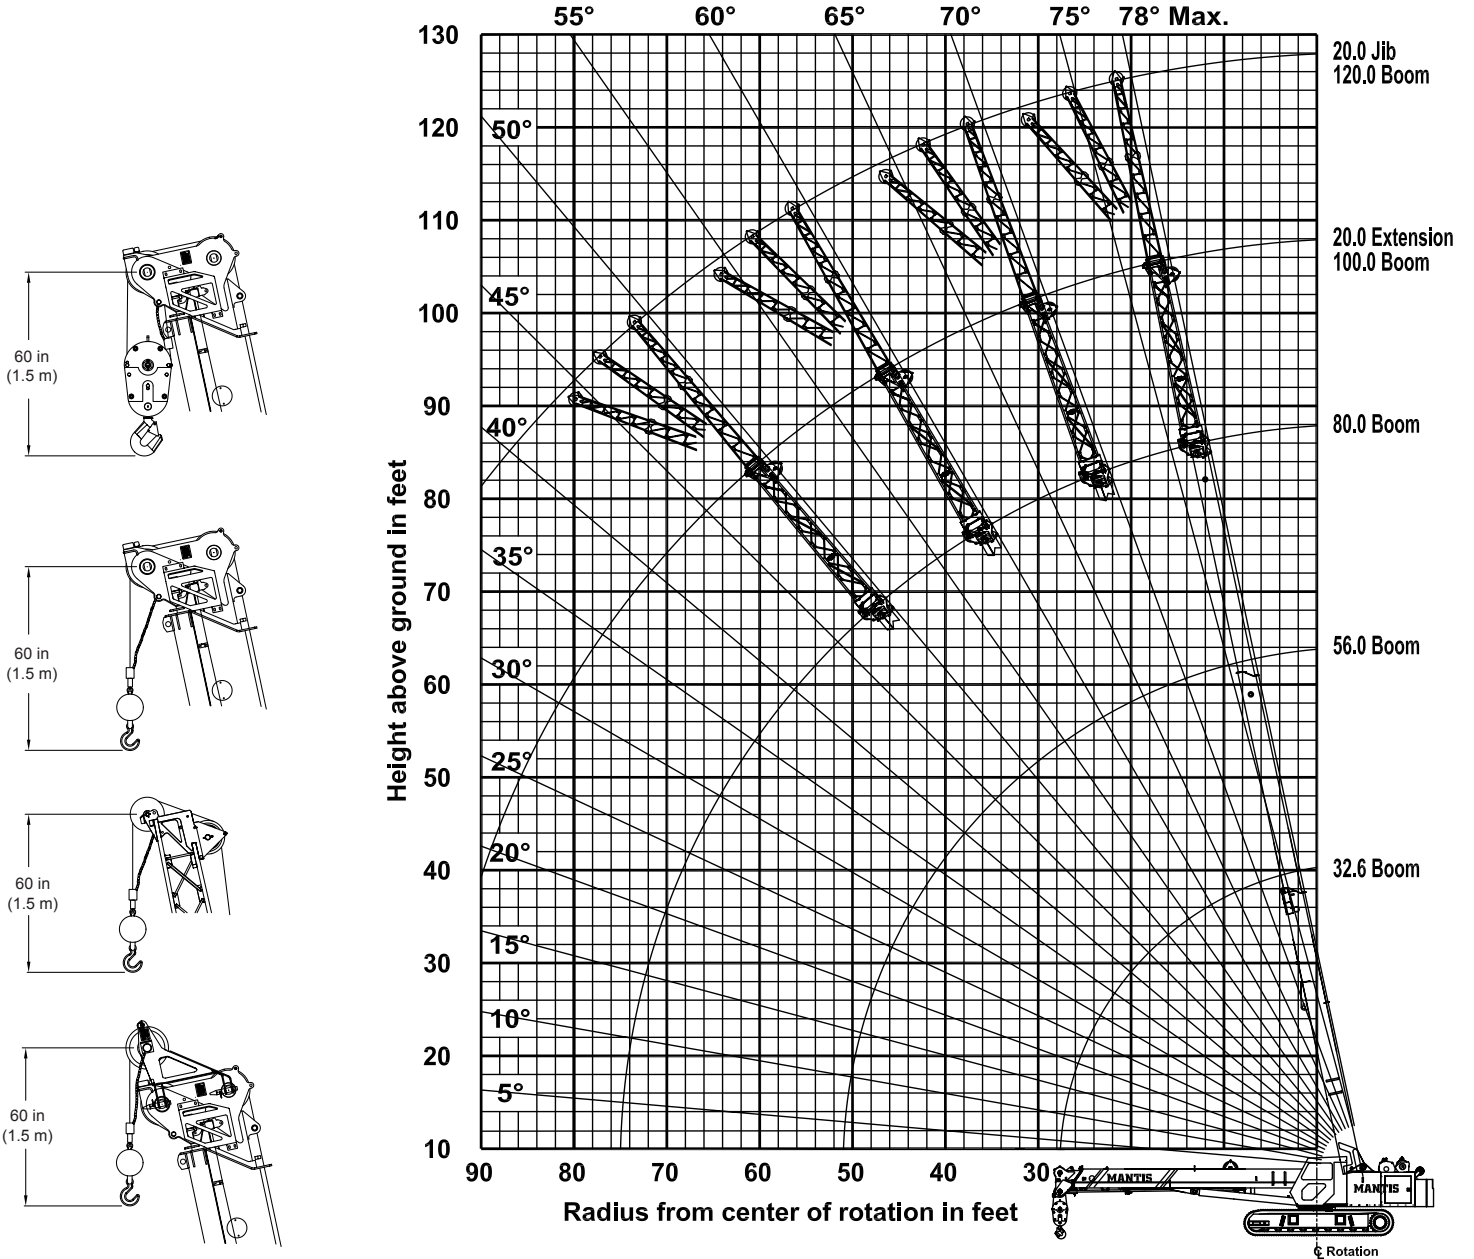 55° 60° 65° 70° 75° 78° Max.
130
20.0 Jib
120.0 Boom
120
50°
110
20.0 Extension
100.0 Boom
60 in
(1.5 m)
100
45°
90
40°
80.0 Boom
Height above ground in feet
80
35°
70
60 in
(1.5 m)
30°
56.0 Boom
60
25°
50
20°
40
32.6 Boom
60 in
(1.5 m)
15°
30
10°
20
5°
60 in
(1.5 m)
10
90 80 70 60 50 40 30
MANTIS
MANTIS
Radius from center of rotation in feet
℄ Rotation